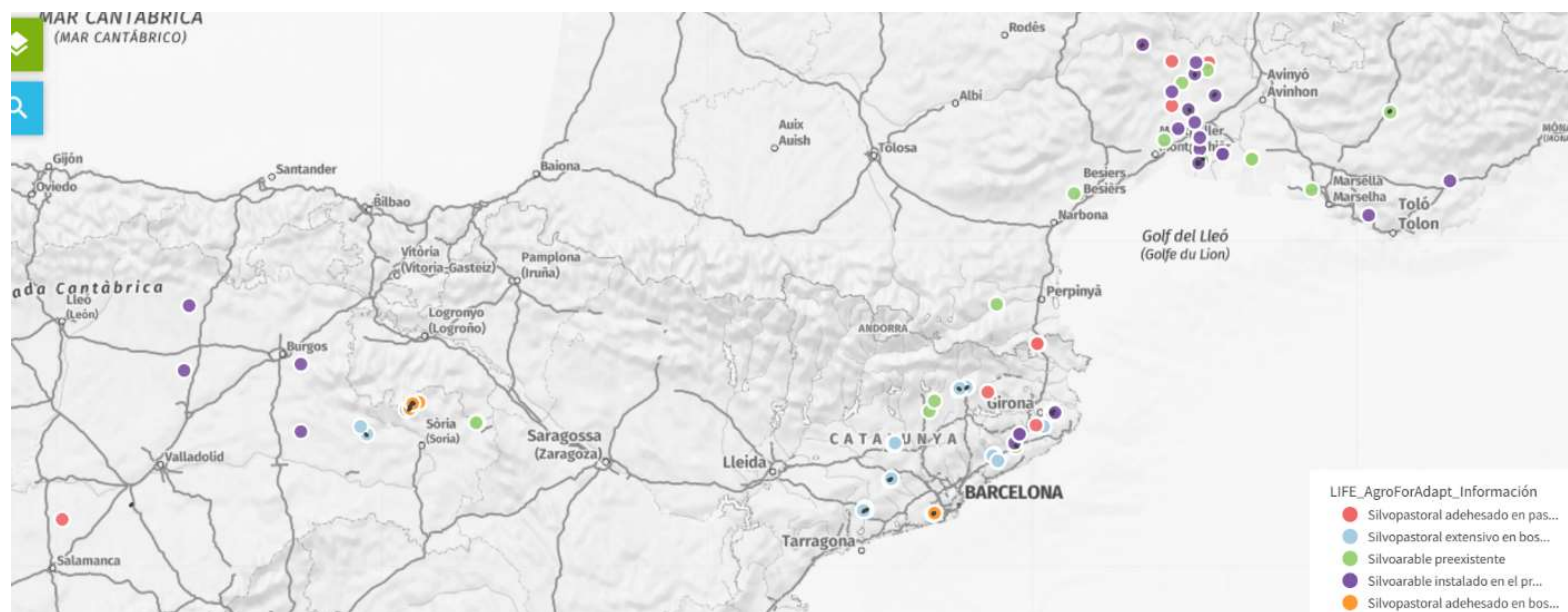 MAR CANTÀBRICA
(MAR CANTÁBRICO)
Rodès
Avinyó
Avinhon
Albi
Auix
Auish
Tolosa
Gijón
Oviedo
Santander
Bilbao
Baiona
Besiers
Besièrs
Narbona
Marsella
Marselha
Toló
Tolon
Golf del Lleó
(Golfe du Lion)
Vitòria
(Vitoria-Gasteiz)
Pamplona
(Iruña)
ada Cantàbrica
Lleó
(León)
Logronyo
(Logroño)
Perpinyà
ANDORRA
Burgos
Girona
Sòria
(Soria)
Saragossa
(Zaragoza)
CATALUNYA
Lleida
Valladolid
BARCELONA
Tarragona
Salamanca
LIFE_AgroForAdapt_Información
Silvopastoral adehesado en pas...
Silvopastoral extensivo en bos...
Silvoarable preexistente
Silvoarable instalado en el pr...
Silvopastoral adehesado en bos...